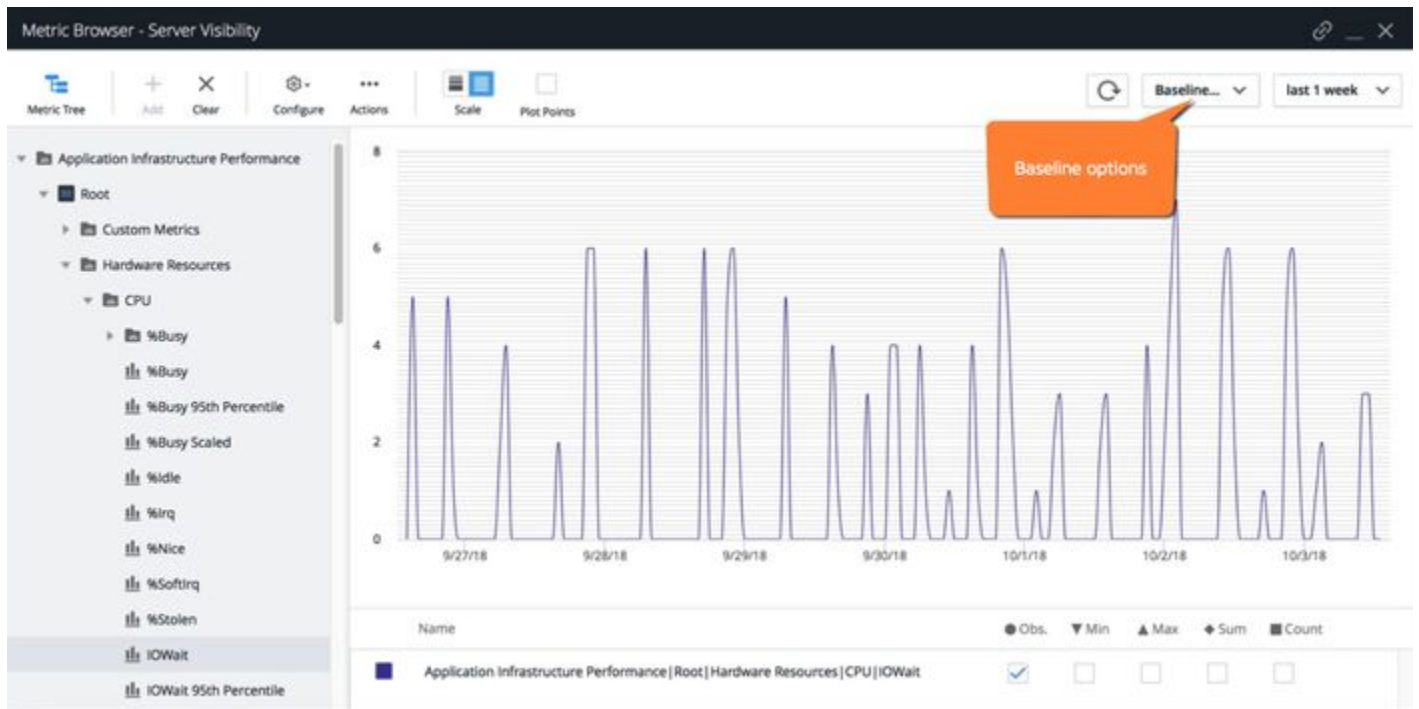 Metric Browser - Server Visibility
Metric Tree
Add
Clear
Configure
Actions
Scale
Plot Points
Baseline...
last 1 week
Baseline options
Application Infrastructure Performance
Root
Custom Metrics
Hardware Resources
CPU
%Busy
%Busy
%Busy 95th Percentile
%Busy Scaled
%Idle
%Irq
%Nice
%SoftIrq
%Stolen
IOWait
IOWait 95th Percentile
8
6
4
2
0
9/27/18 9/28/18 9/29/18 9/30/18 10/1/18 10/2/18 10/3/18
Name Obs. Min Max Sum Count
Application Infrastructure Performance|Root|Hardware Resources|CPU|IOWait